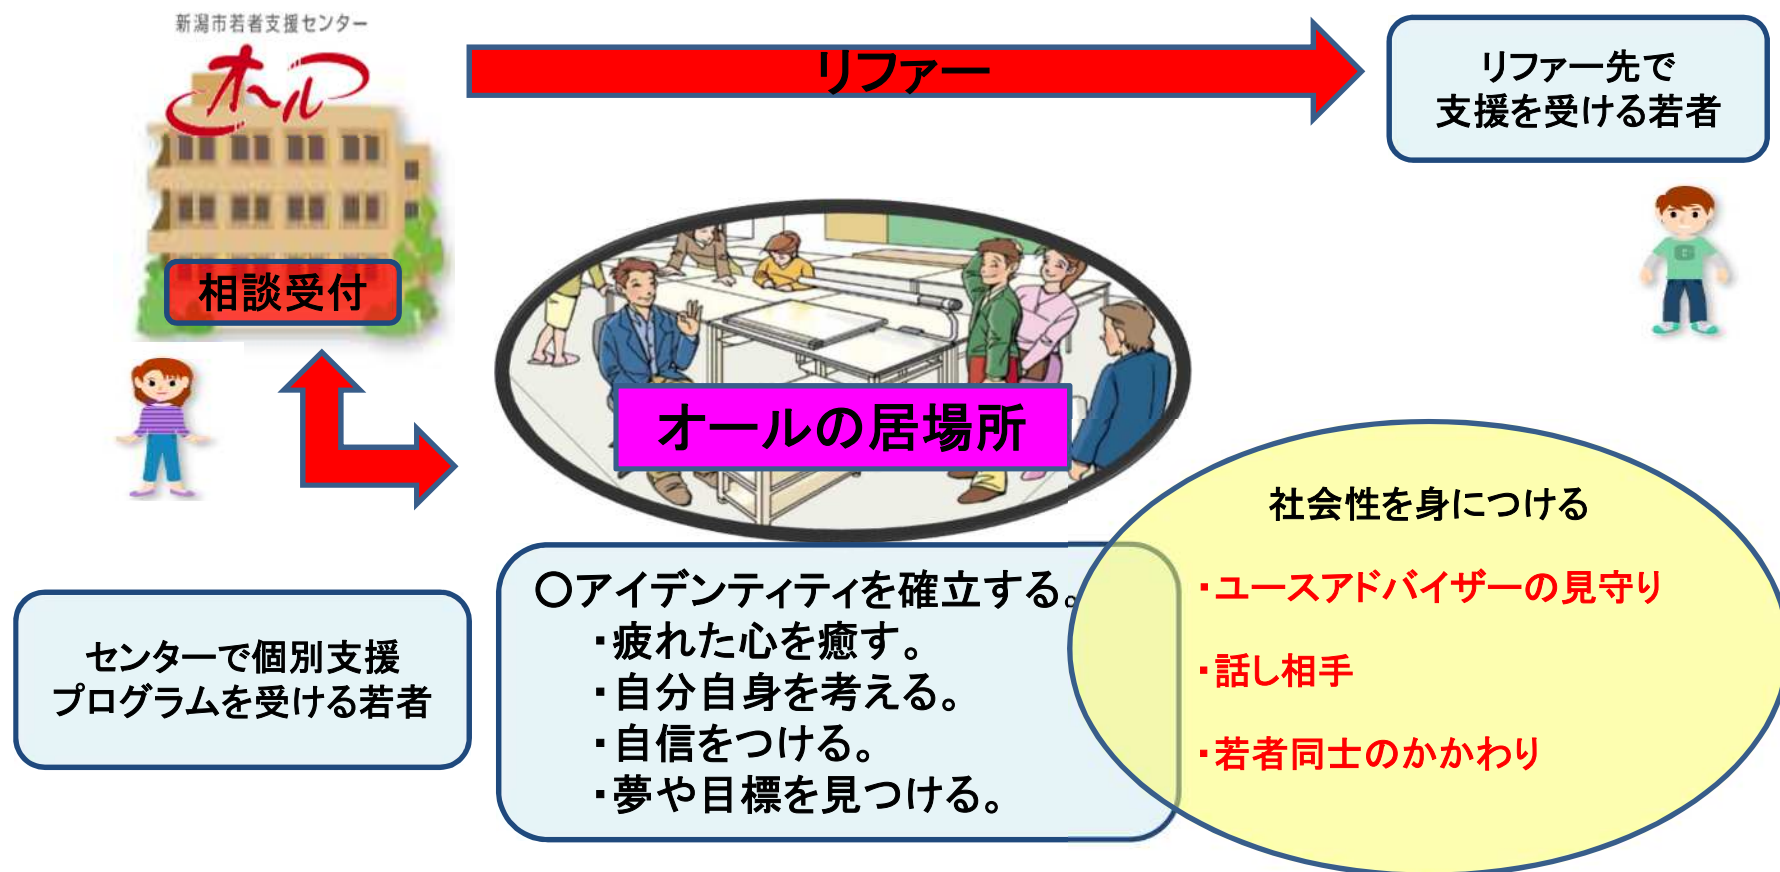 新潟市若者支援センター
オール
リファー
リファー先で
支援を受ける若者
相談受付
オールの居場所
センターで個別支援
プログラムを受ける若者
〇アイデンティティを確立する。
・疲れた心を癒す。
・自分自身を考える。
・自信をつける。
・夢や目標を見つける。
社会性を身につける
・ユースアドバイザーの見守り
・話し相手
・若者同士のかかわり